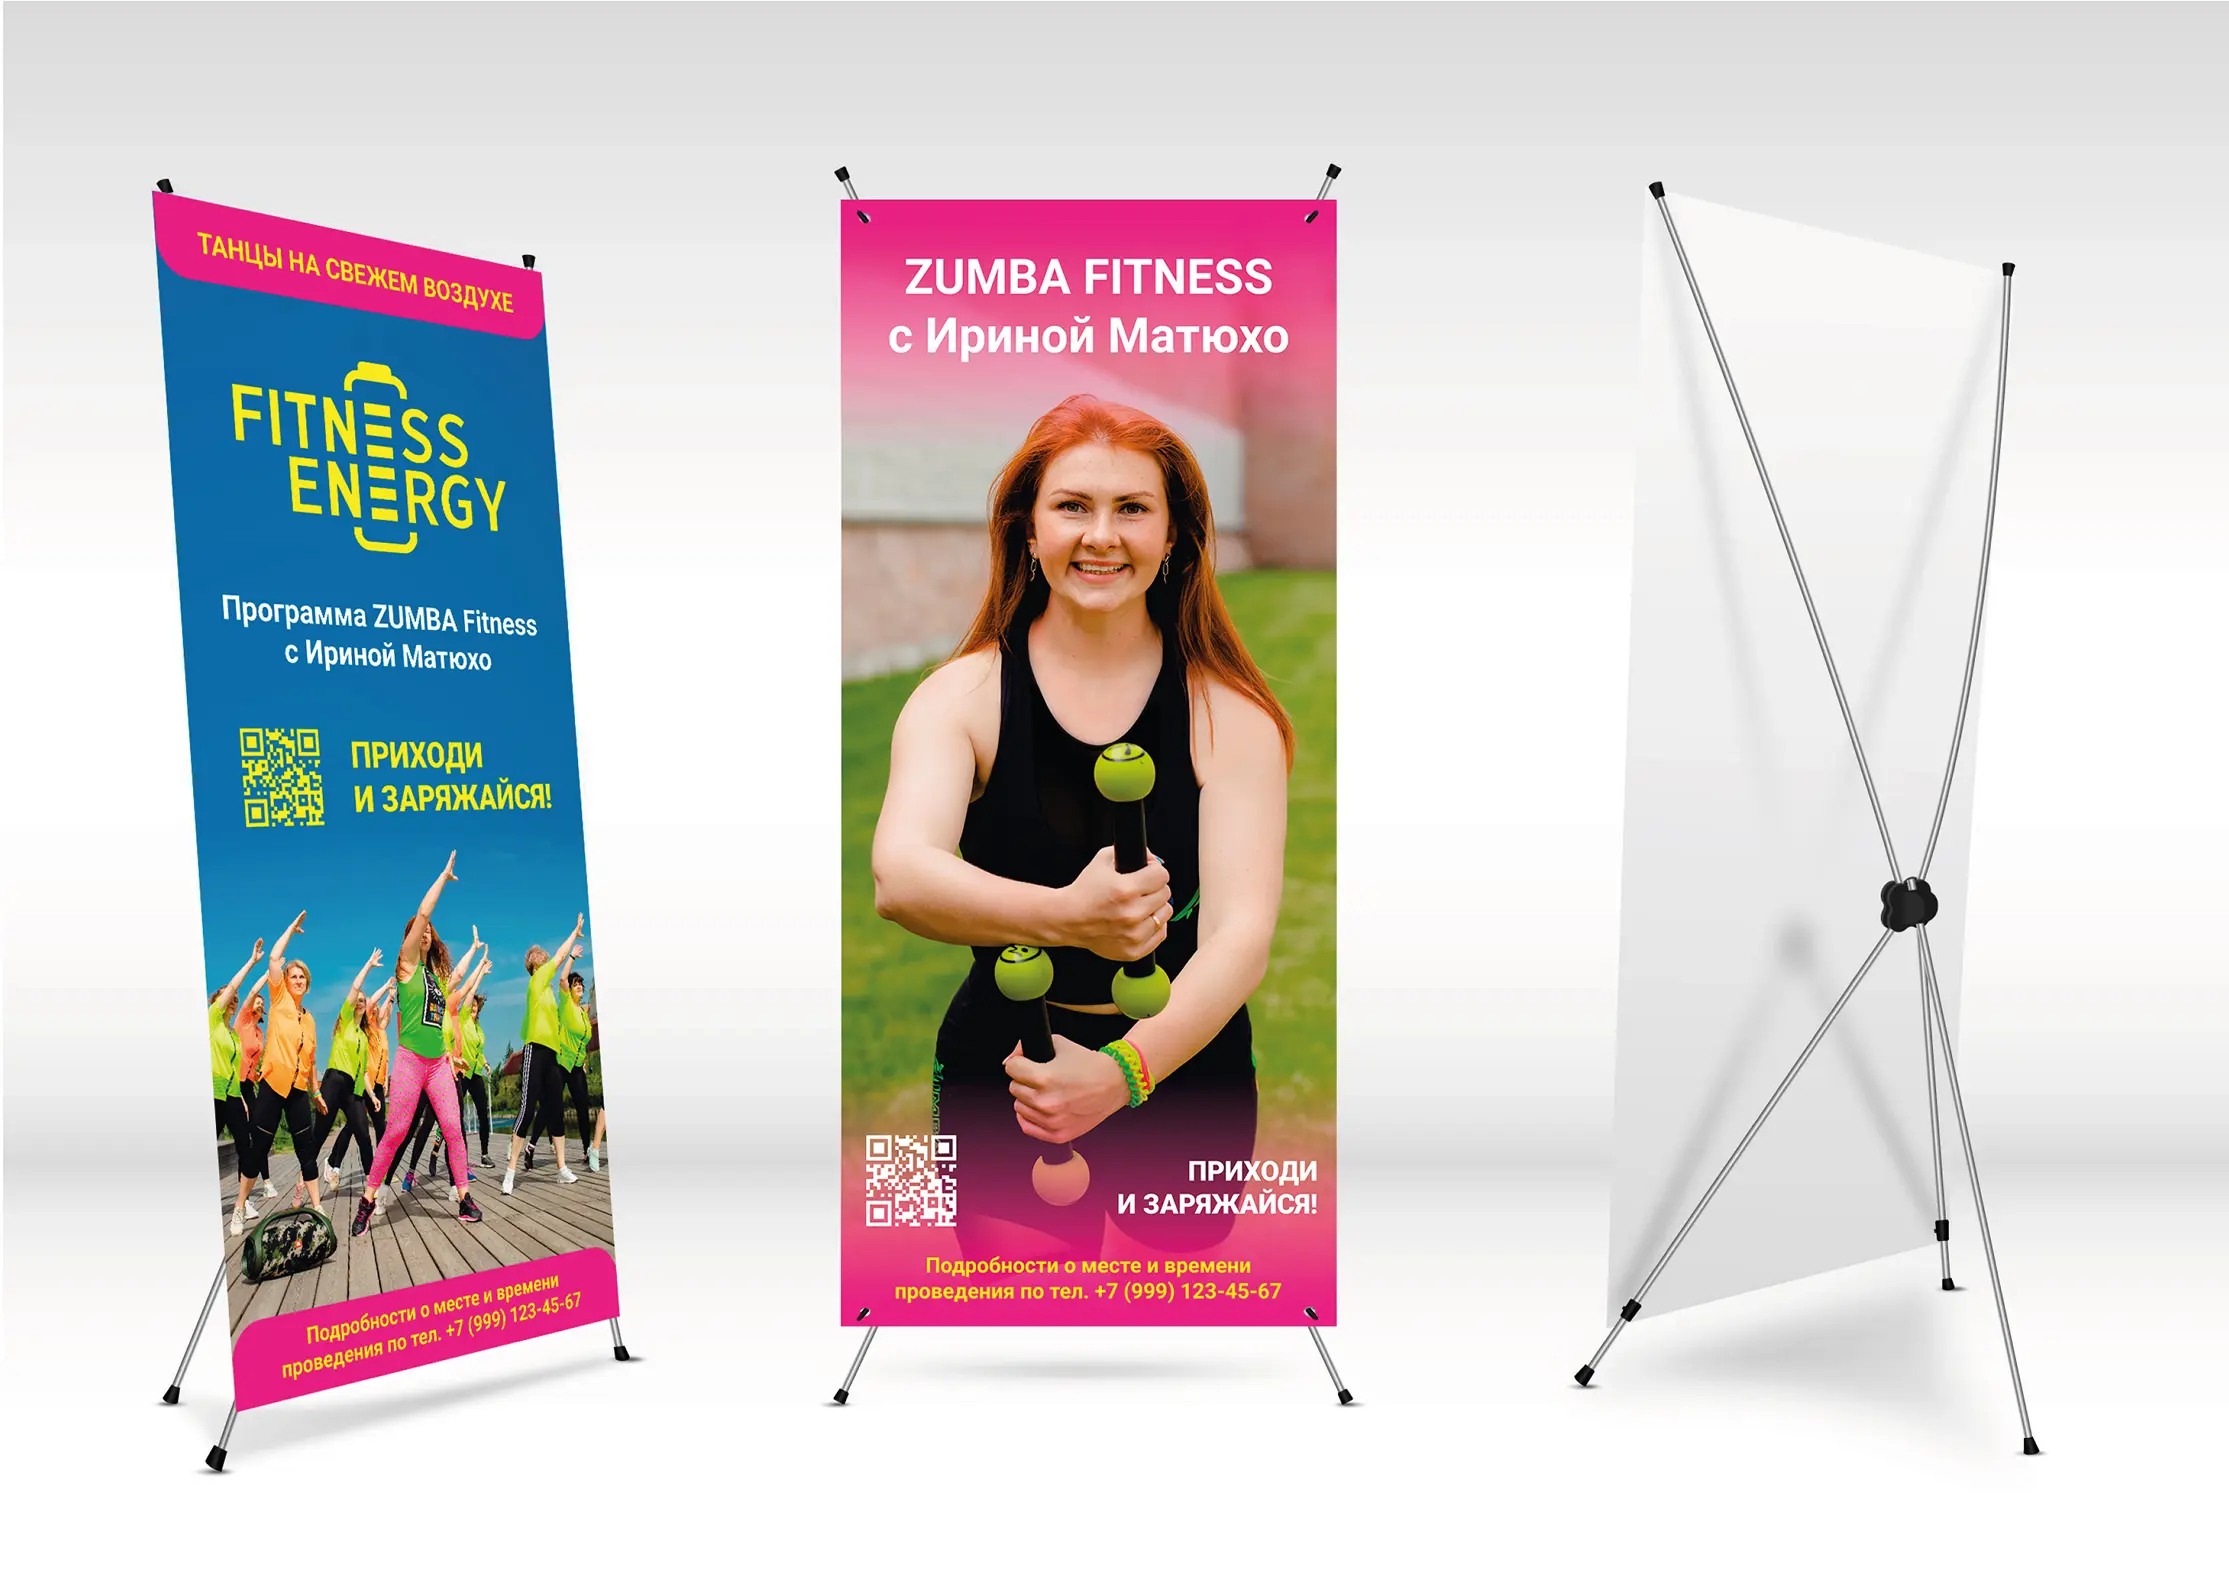 ТАНЦЫ НА СВЕЖЕМ ВОЗДУХЕ
FITNESS
ENERGY
Программа ZUMBA Fitness
с Ириной Матюхо
ПРИХОДИ
И ЗАРЯЖАЙСЯ!
Подробности о месте и времени
проведения по тел. +7 (999) 123-45-67
ZUMBA FITNESS
с Ириной Матюхо
ПРИХОДИ
И ЗАРЯЖАЙСЯ!
Подробности о месте и времени
проведения по тел. +7 (999) 123-45-67